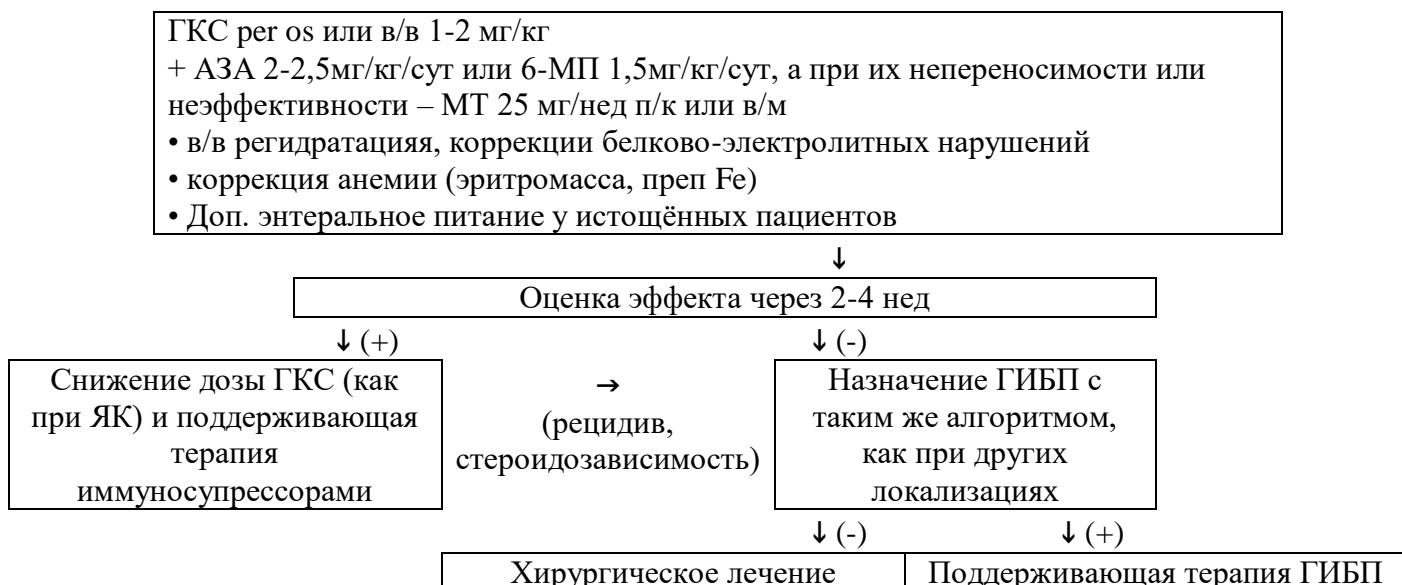 ГКС per os или в/в 1-2 мг/кг
+ АЗА 2-2,5мг/кг/сут или 6-МП 1,5мг/кг/сут, а при их непереносимости или
неэффективности – МТ 25 мг/нед п/к или в/м
• в/в регидратацияя, коррекции белково-электролитных нарушений
• коррекция анемии (эритромасса, преп Fe)
• Доп. энтеральное питание у истощённых пациентов
↓
Оценка эффекта через 2-4 нед
↓ (+)
↓ (-)
Снижение дозы ГКС (как
при ЯК) и поддерживающая
терапия
иммуносупрессорами
→
(рецидив,
стероидозависимость)
Назначение ГИБП с
таким же алгоритмом,
как при других
локализациях
↓ (-)
↓ (+)
Хирургическое лечение
Поддерживающая терапия ГИБП